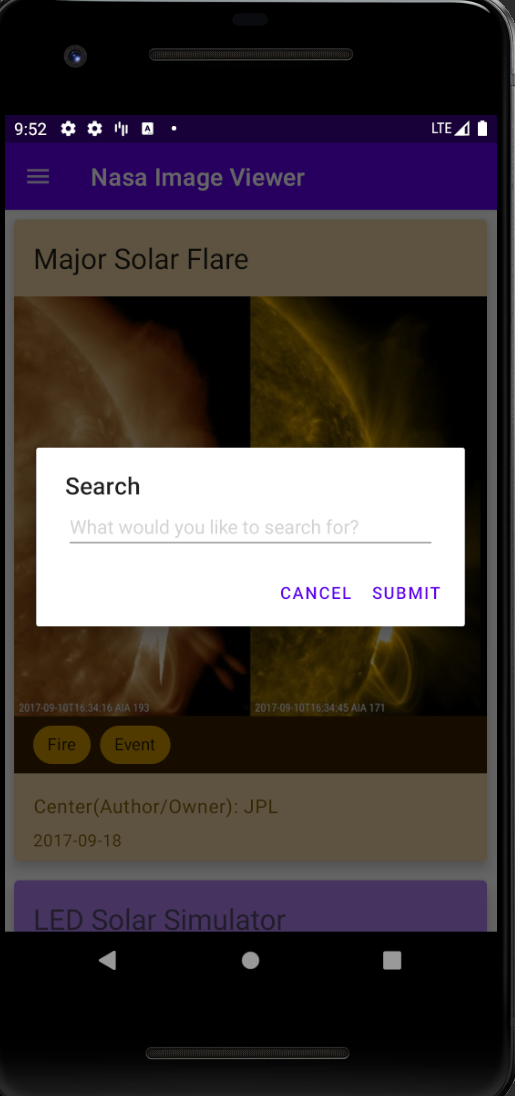 9:52 LTE
Nasa Image Viewer
Major Solar Flare
Search
What would you like to search for?
CANCEL SUBMIT
2017-09-10T16:34:16 AIA 193 2017-09-10T16:34:45 AIA 171
Fire Event
Center(Author/Owner): JPL
2017-09-18
LED Solar Simulator